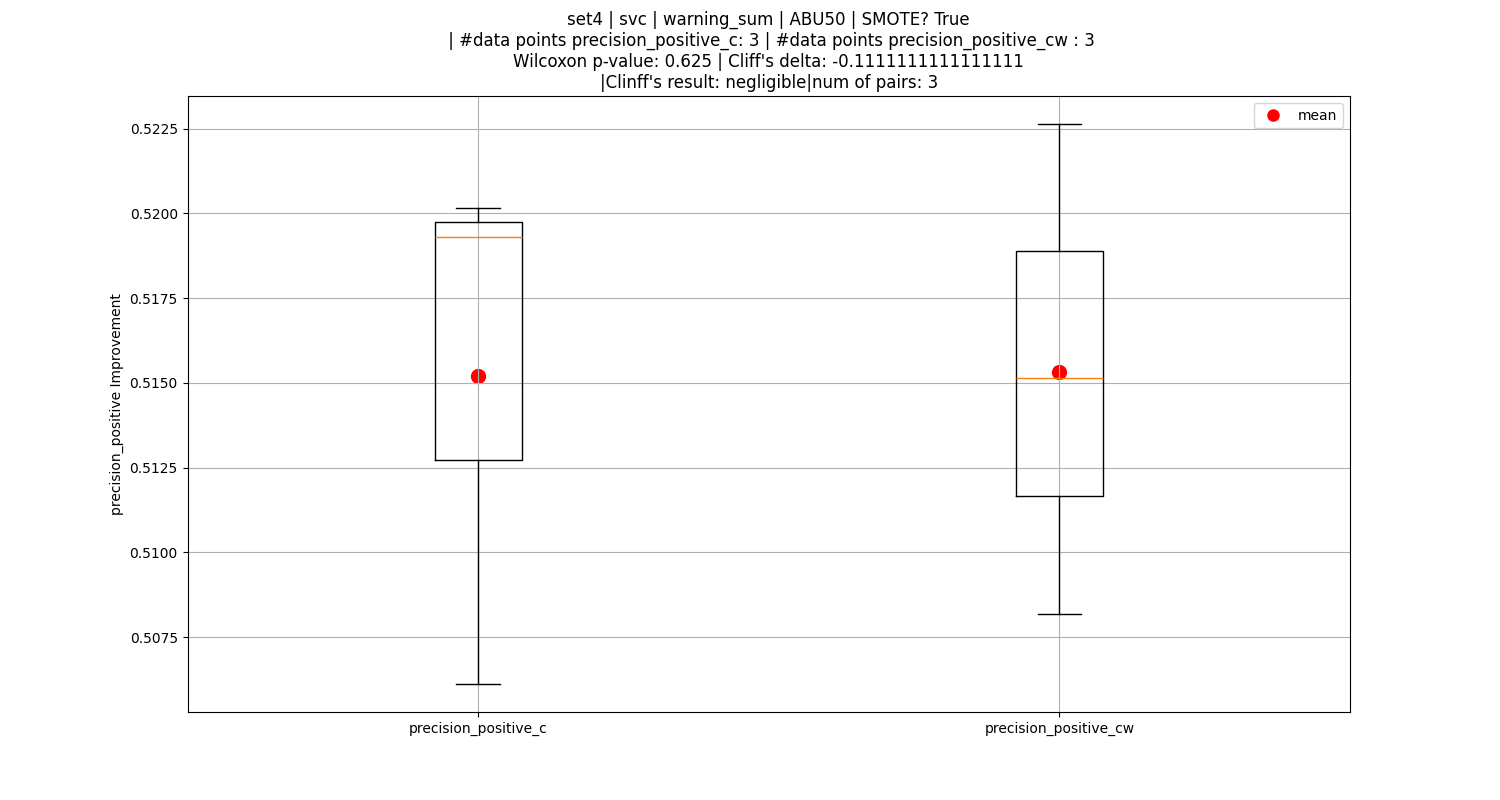 set4 | svc | warning_sum | ABU50 | SMOTE? True
| #data points precision_positive_c: 3 | #data points precision_positive_cw : 3
Wilcoxon p-value: 0.625 | Cliff's delta: -0.1111111111111111
|Clinff's result: negligible|num of pairs: 3
mean
0.5225
0.5200
0.5175
0.5150
0.5125
0.5100
0.5075
precision_positive Improvement
precision_positive_c
precision_positive_cw